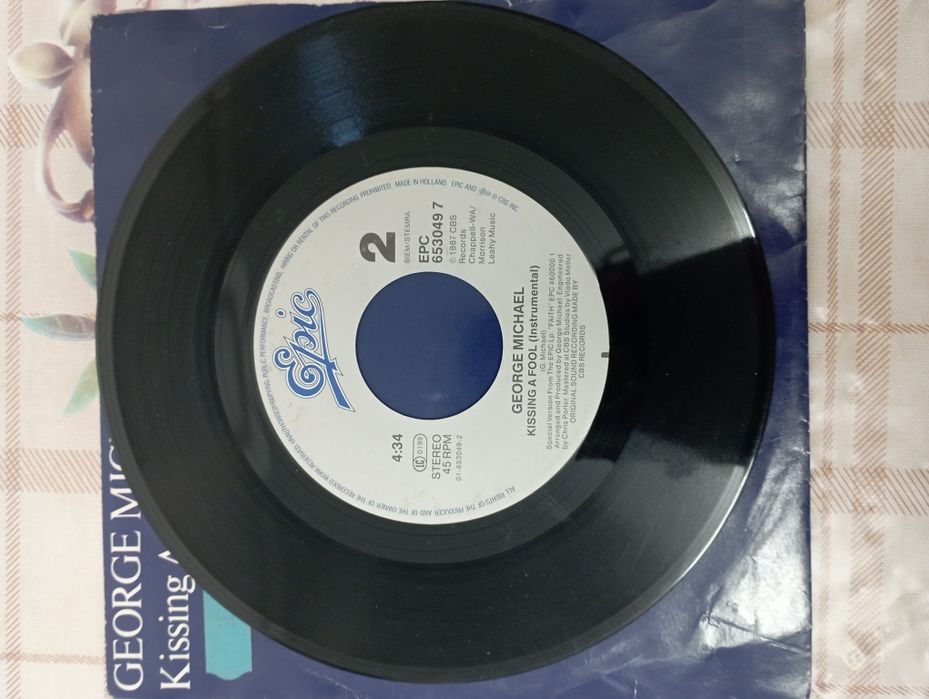 GEORGE MIC
Kissing A
ALL RIGHTS OF THE PRODUCER AND OF THE OWNER OF THE RECORDED WORK RESERVED UNAUTHORISED COPYING, PUBLIC PERFORMANCE, BROADCASTING, HIRING OR RENTAL OF THIS RECORDING PROHIBITED. MADE IN HOLLAND. EPIC AND ® CBS INC.
Epic
4:34
LC 0199
STEREO
45 RPM
01-653049-2
2
BIEM/STEMRA
EPC
653049 7
℗ 1987 CBS
Records
Chappell-WA/
Morrison
Leahy Music
GEORGE MICHAEL
KISSING A FOOL (Instrumental)
(G. Michael)
Special Version From The EPIC Lp: "FAITH" EPC 460000 1
Arranged and Produced by George Michael. Engineered
by Chris Porter. Mastered at CBS Studios by Vlado Meller
ORIGINAL SOUND RECORDING MADE BY
CBS RECORDS